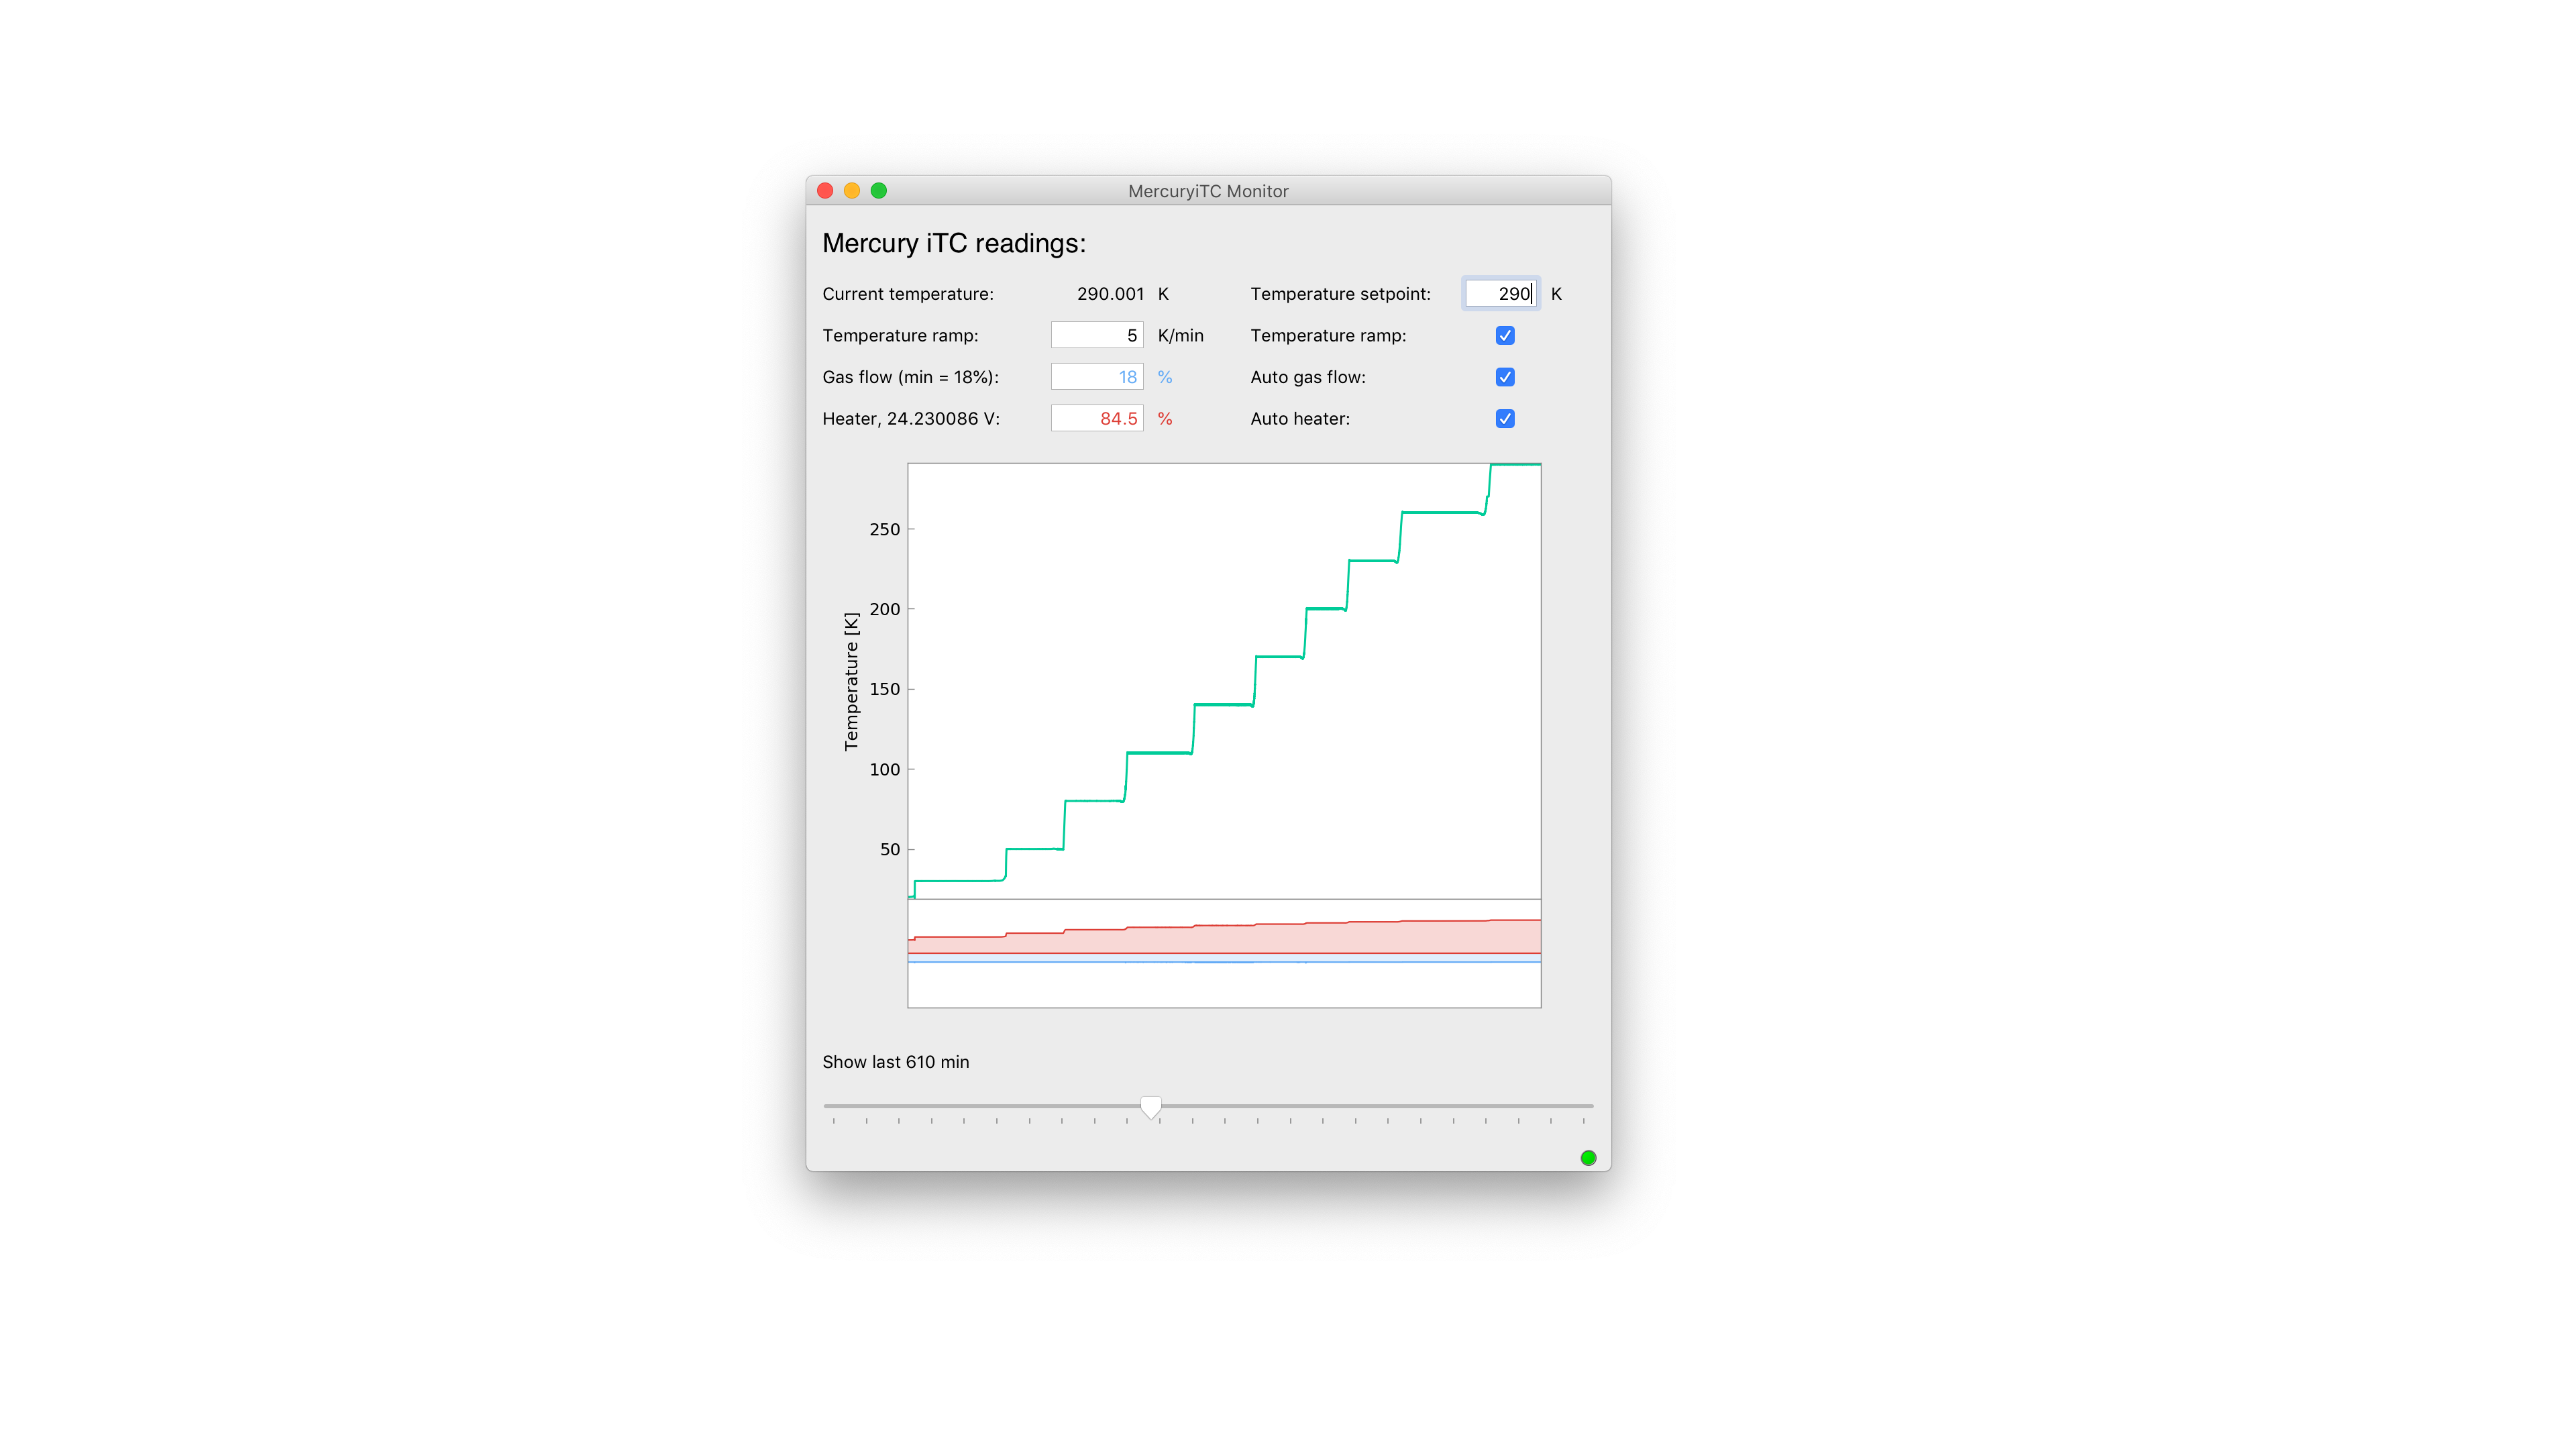 MercuryiTC Monitor
Mercury iTC readings:
Current temperature: 290.001 K Temperature setpoint: 290 K
Temperature ramp: 5 K/min Temperature ramp:
Gas flow (min = 18%): 18 % Auto gas flow:
Heater, 24.230086 V: 84.5 % Auto heater:
250
200
150
100
50
Temperature [K]
Show last 610 min